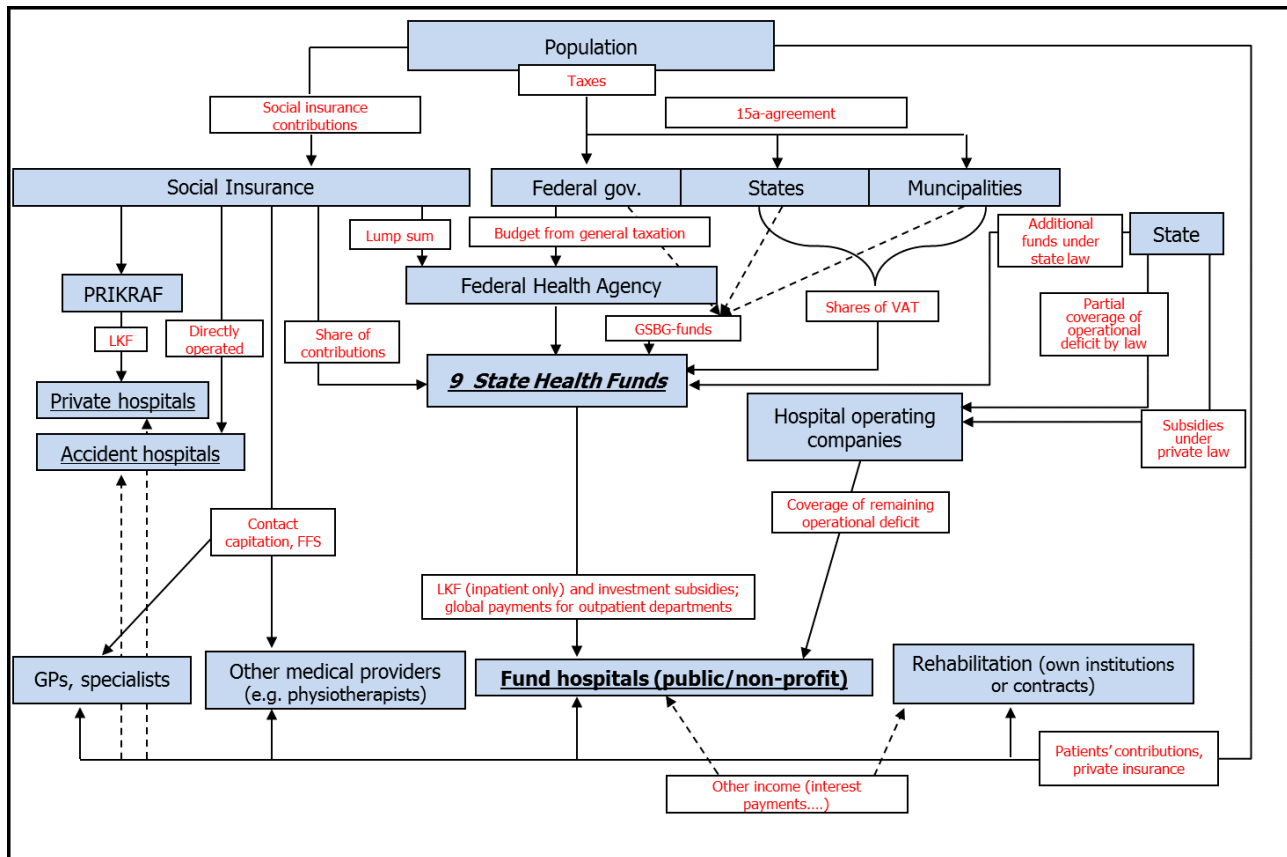 Population
Taxes
Social insurance
contributions
15a-agreement
Social Insurance
Federal gov.
States
Muncipalities
Lump sum
Budget from general taxation
Additional
funds under
state law
State
PRIKRAF
Federal Health Agency
Shares of VAT
Partial
coverage of
operational
deficit by law
LKF
Directly
operated
Share of
contributions
GSBG-funds
9 State Health Funds
Private hospitals
Accident hospitals
Hospital operating
companies
Subsidies
under
private law
Contact
capitation, FFS
Coverage of remaining
operational deficit
LKF (inpatient only) and investment subsidies;
global payments for outpatient departments
GPs, specialists
Other medical providers
(e.g. physiotherapists)
Fund hospitals (public/non-profit)
Rehabilitation (own institutions
or contracts)
Patients' contributions,
private insurance
Other income (interest
payments....)